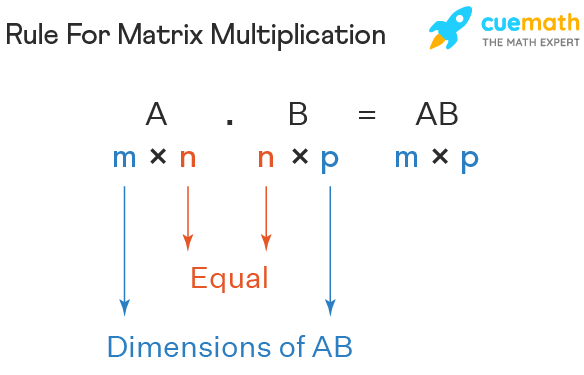 Rule For Matrix Multiplication
cuemath
THE MATH EXPERT
A . B = AB
m × n n × p m × p
Equal
Dimensions of AB